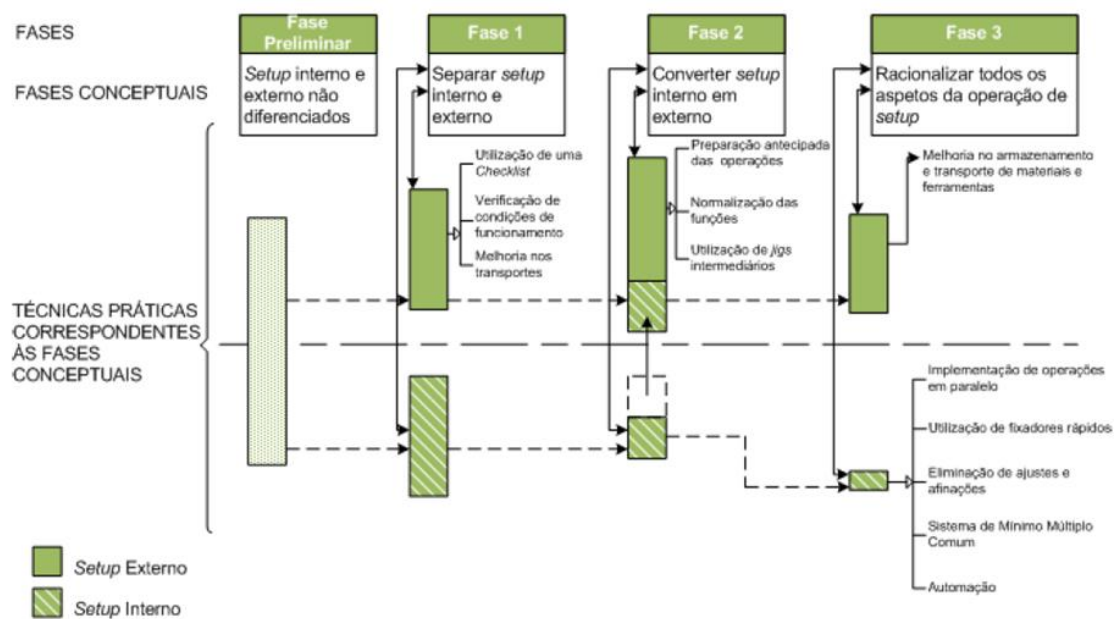 FASES
Fase
Preliminar
Fase 1
Fase 2
Fase 3
FASES CONCEPTUAIS
Setup interno e
externo não
diferenciados
Separar setup
interno e
externo
Converter setup
interno em
externo
Racionalizar todos os
aspetos da operação de
setup
Utilização de uma
Checklist
Verificação de
condições de
funcionamento
Melhoria nos
transportes
Preparação antecipada
das operações
Normalização das
funções
Utilização de jigs
intermediários
Melhoria no armazenamento
e transporte de materiais e
ferramentas
TÉCNICAS PRÁTICAS
CORRESPONDENTES
ÀS FASES
CONCEPTUAIS
Implementação de operações
em paralelo
Utilização de fixadores rápidos
Eliminação de ajustes e
afinações
Sistema de Mínimo Múltiplo
Comum
Automação
Setup Externo
Setup Interno